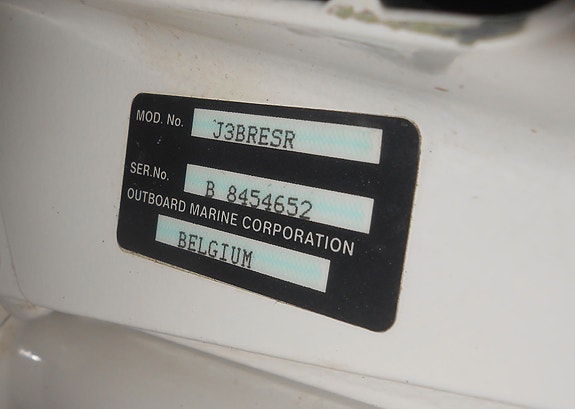 MOD. No. J3BRESR
SER.No. B 8454652
OUTBOARD MARINE CORPORATION
BELGIUM